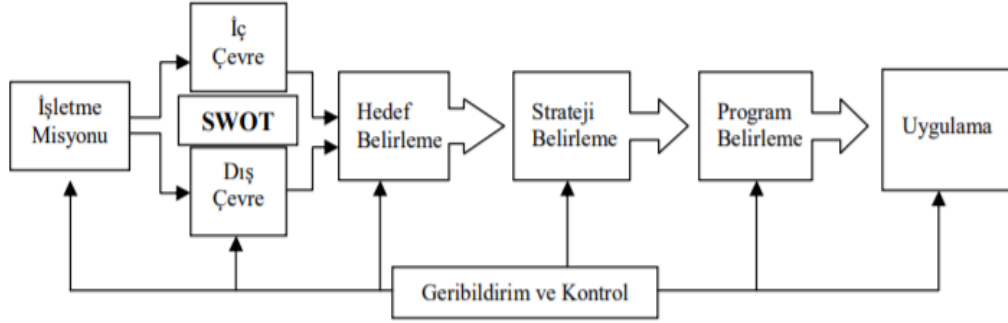 İşletme
Misyonu
İç
Çevre
SWOT
Dış
Çevre
Hedef
Belirleme
Strateji
Belirleme
Program
Belirleme
Uygulama
Geribildirim ve Kontrol